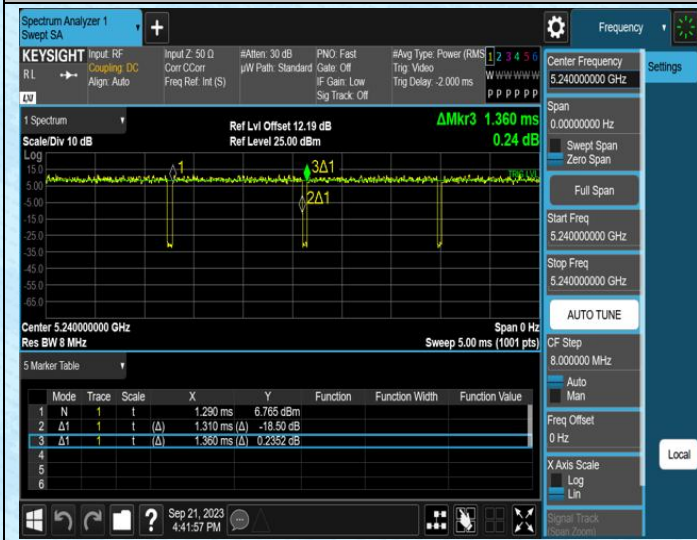 Spectrum Analyzer 1
Swept SA
Frequency
KEYSIGHT
RL
Input: RF
Coupling: DC
Align: Auto
Input Z: 50 Ω
Corr CCorr
Freq Ref: Int (S)
#Atten: 30 dB
µW Path: Standard
PNO: Fast
Gate: Off
IF Gain: Low
Sig Track: Off
#Avg Type: Power (RMS
Trig: Video
Trig Delay: -2.000 ms
1 2 3 4 5 6
W W W W W W
P P P P P P
1 Spectrum
Scale/Div 10 dB
Ref Lvl Offset 12.19 dB
Ref Level 25.00 dBm
ΔMkr3 1.360 ms
0.24 dB
Log
15.0
5.00
-5.00
-15.0
-25.0
-35.0
-45.0
-55.0
-65.0
1
3Δ1
2Δ1
TRIG LVL
Center 5.240000000 GHz
Res BW 8 MHz
Span 0 Hz
Sweep 5.00 ms (1001 pts)
5 Marker Table
Mode Trace Scale X Y Function Function Width Function Value
1 N 1 t 1.290 ms 6.765 dBm
2 Δ1 1 t (Δ) 1.310 ms (Δ) -18.50 dB
3 Δ1 1 t (Δ) 1.360 ms (Δ) 0.2352 dB
4
5
6
Sep 21, 2023
4:41:57 PM
Center Frequency
5.240000000 GHz
Span
0.00000000 Hz
Swept Span
Zero Span
Full Span
Start Freq
5.240000000 GHz
Stop Freq
5.240000000 GHz
AUTO TUNE
CF Step
8.000000 MHz
Auto
Man
Freq Offset
0 Hz
X Axis Scale
Log
Lin
Signal Track
(Span Zoom)
Settings
Local